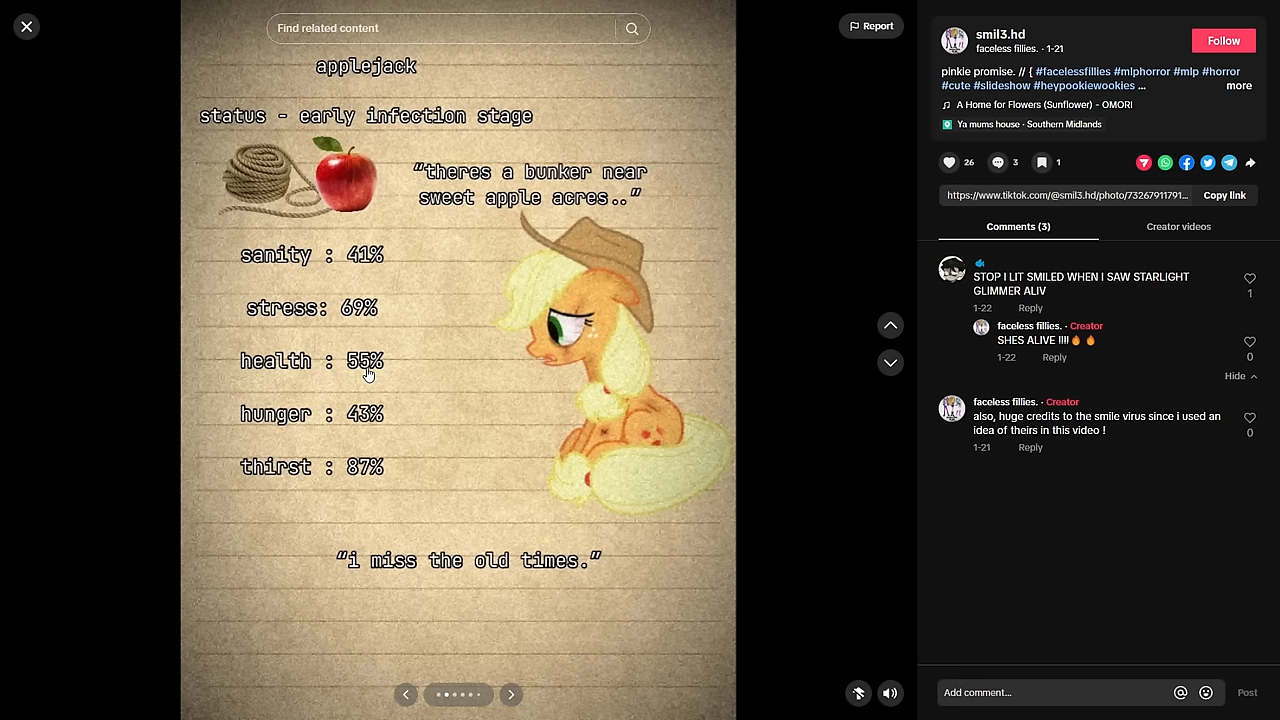 Find related content
Report
applejack
status - early infection stage
“theres a bunker near
sweet apple acres..”
sanity : 41%
stress: 69%
health : 55%
hunger : 43%
thirst : 87%
“i miss the old times.”
smil3.hd
faceless fillies. · 1-21
Follow
pinkie promise. // { #facelessfillies #mlphorror #mlp #horror
#cute #slideshow #heypookiewookies ...
more
A Home for Flowers (Sunflower) - OMORI
Ya mums house · Southern Midlands
26
3
1
https://www.tiktok.com/@smil3.hd/photo/73267911791...
Copy link
Comments (3)
Creator videos
STOP I LIT SMILED WHEN I SAW STARLIGHT
GLIMMER ALIV
1
1-22
Reply
faceless fillies. · Creator
SHES ALIVE !!!!🔥 🔥
0
1-22
Reply
Hide
faceless fillies. · Creator
also, huge credits to the smile virus since i used an
idea of theirs in this video !
0
1-21
Reply
Add comment...
Post